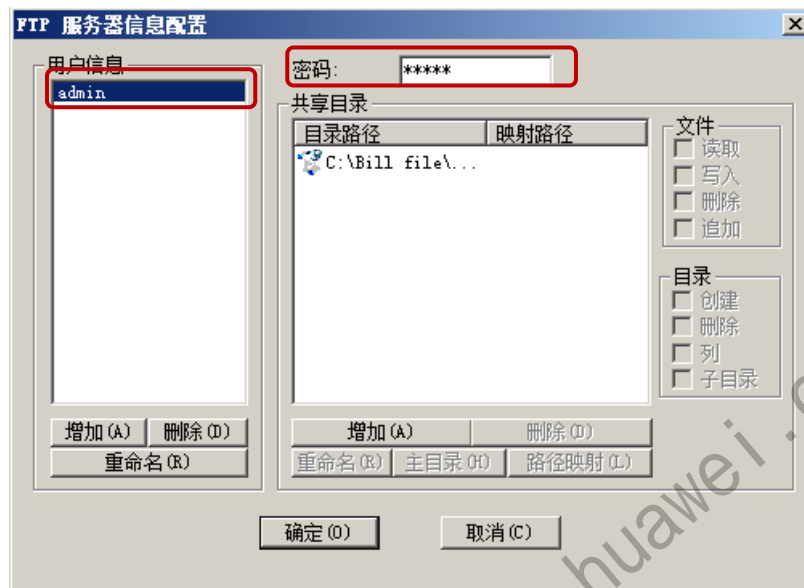 FTP 服务器信息配置
用户信息
admin
增加(A) 删除(D)
重命名(R)
密码: *****
共享目录
目录路径 映射路径
C:\Bill file\...
增加(A) 删除(D)
重命名(R) 主目录(H) 路径映射(L)
文件
读取
写入
删除
追加
目录
创建
删除
列
子目录
确定(O) 取消(C)
huawei.